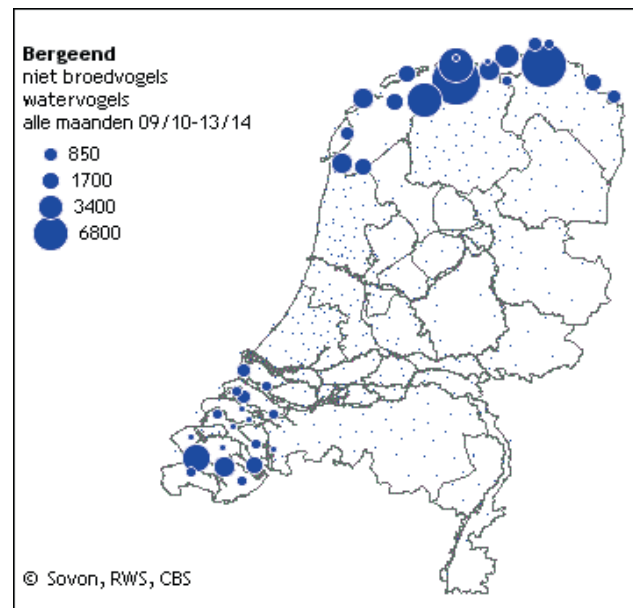 Bergeend
niet broedvogels
watervogels
alle maanden 09/10-13/14
850
1700
3400
6800
© Sovon, RWS, CBS